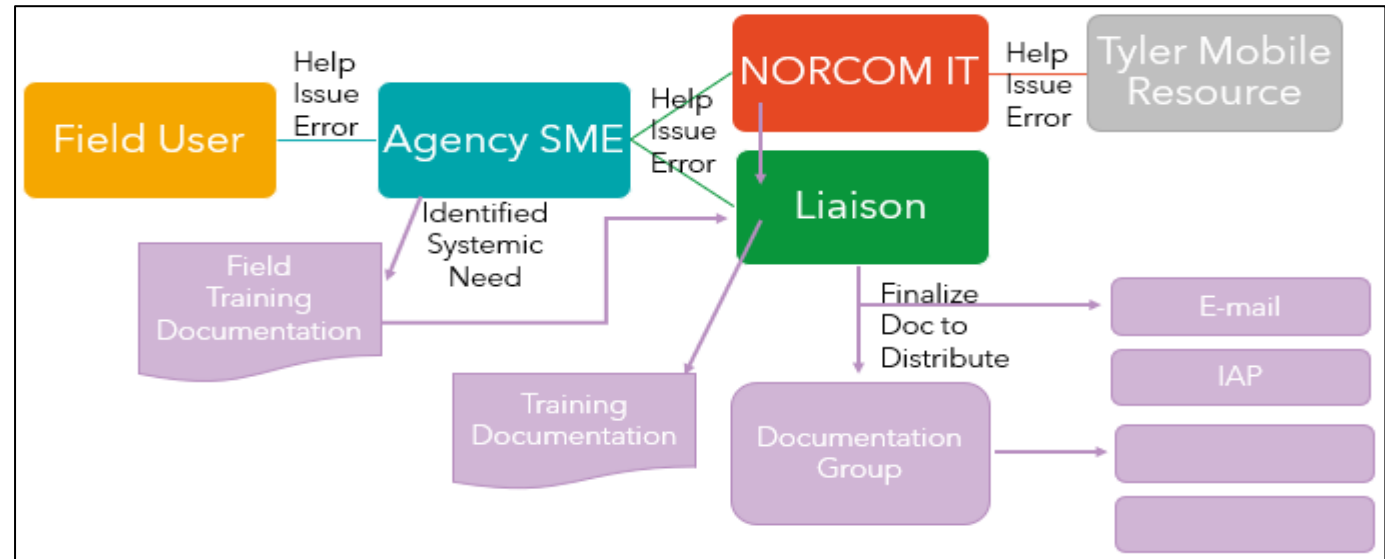 Field User
Help
Issue
Error
Agency SME
Help
Issue
Error
NORCOM IT
Help
Issue
Error
Tyler Mobile
Resource
Liaison
Identified
Systemic
Need
Field
Training
Documentation
Training
Documentation
Finalize
Doc to
Distribute
Documentation
Group
E-mail
IAP